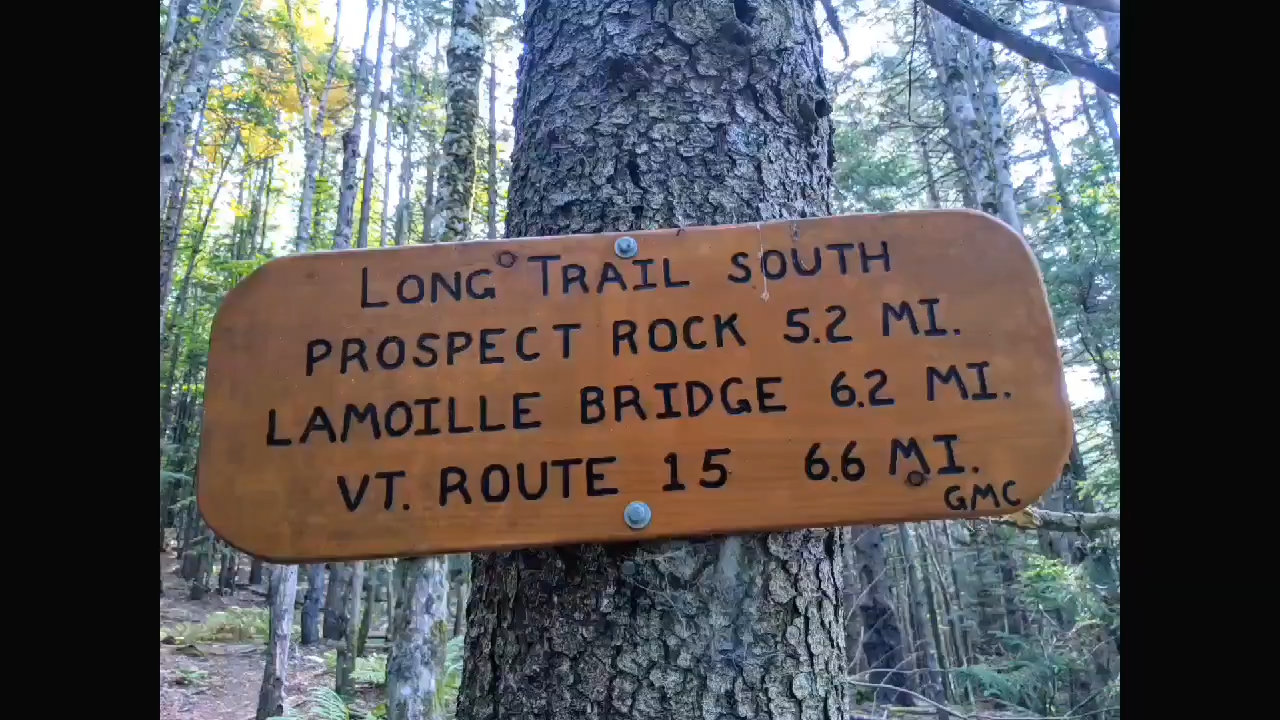 LONG TRAIL SOUTH
PROSPECT ROCK 5.2 MI.
LAMOILLE BRIDGE 6.2 MI.
VT. ROUTE 15 6.6 MI.
GMC